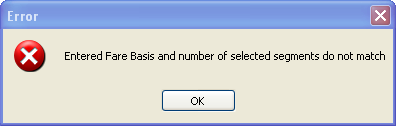 Error
Entered Fare Basis and number of selected segments do not match
OK